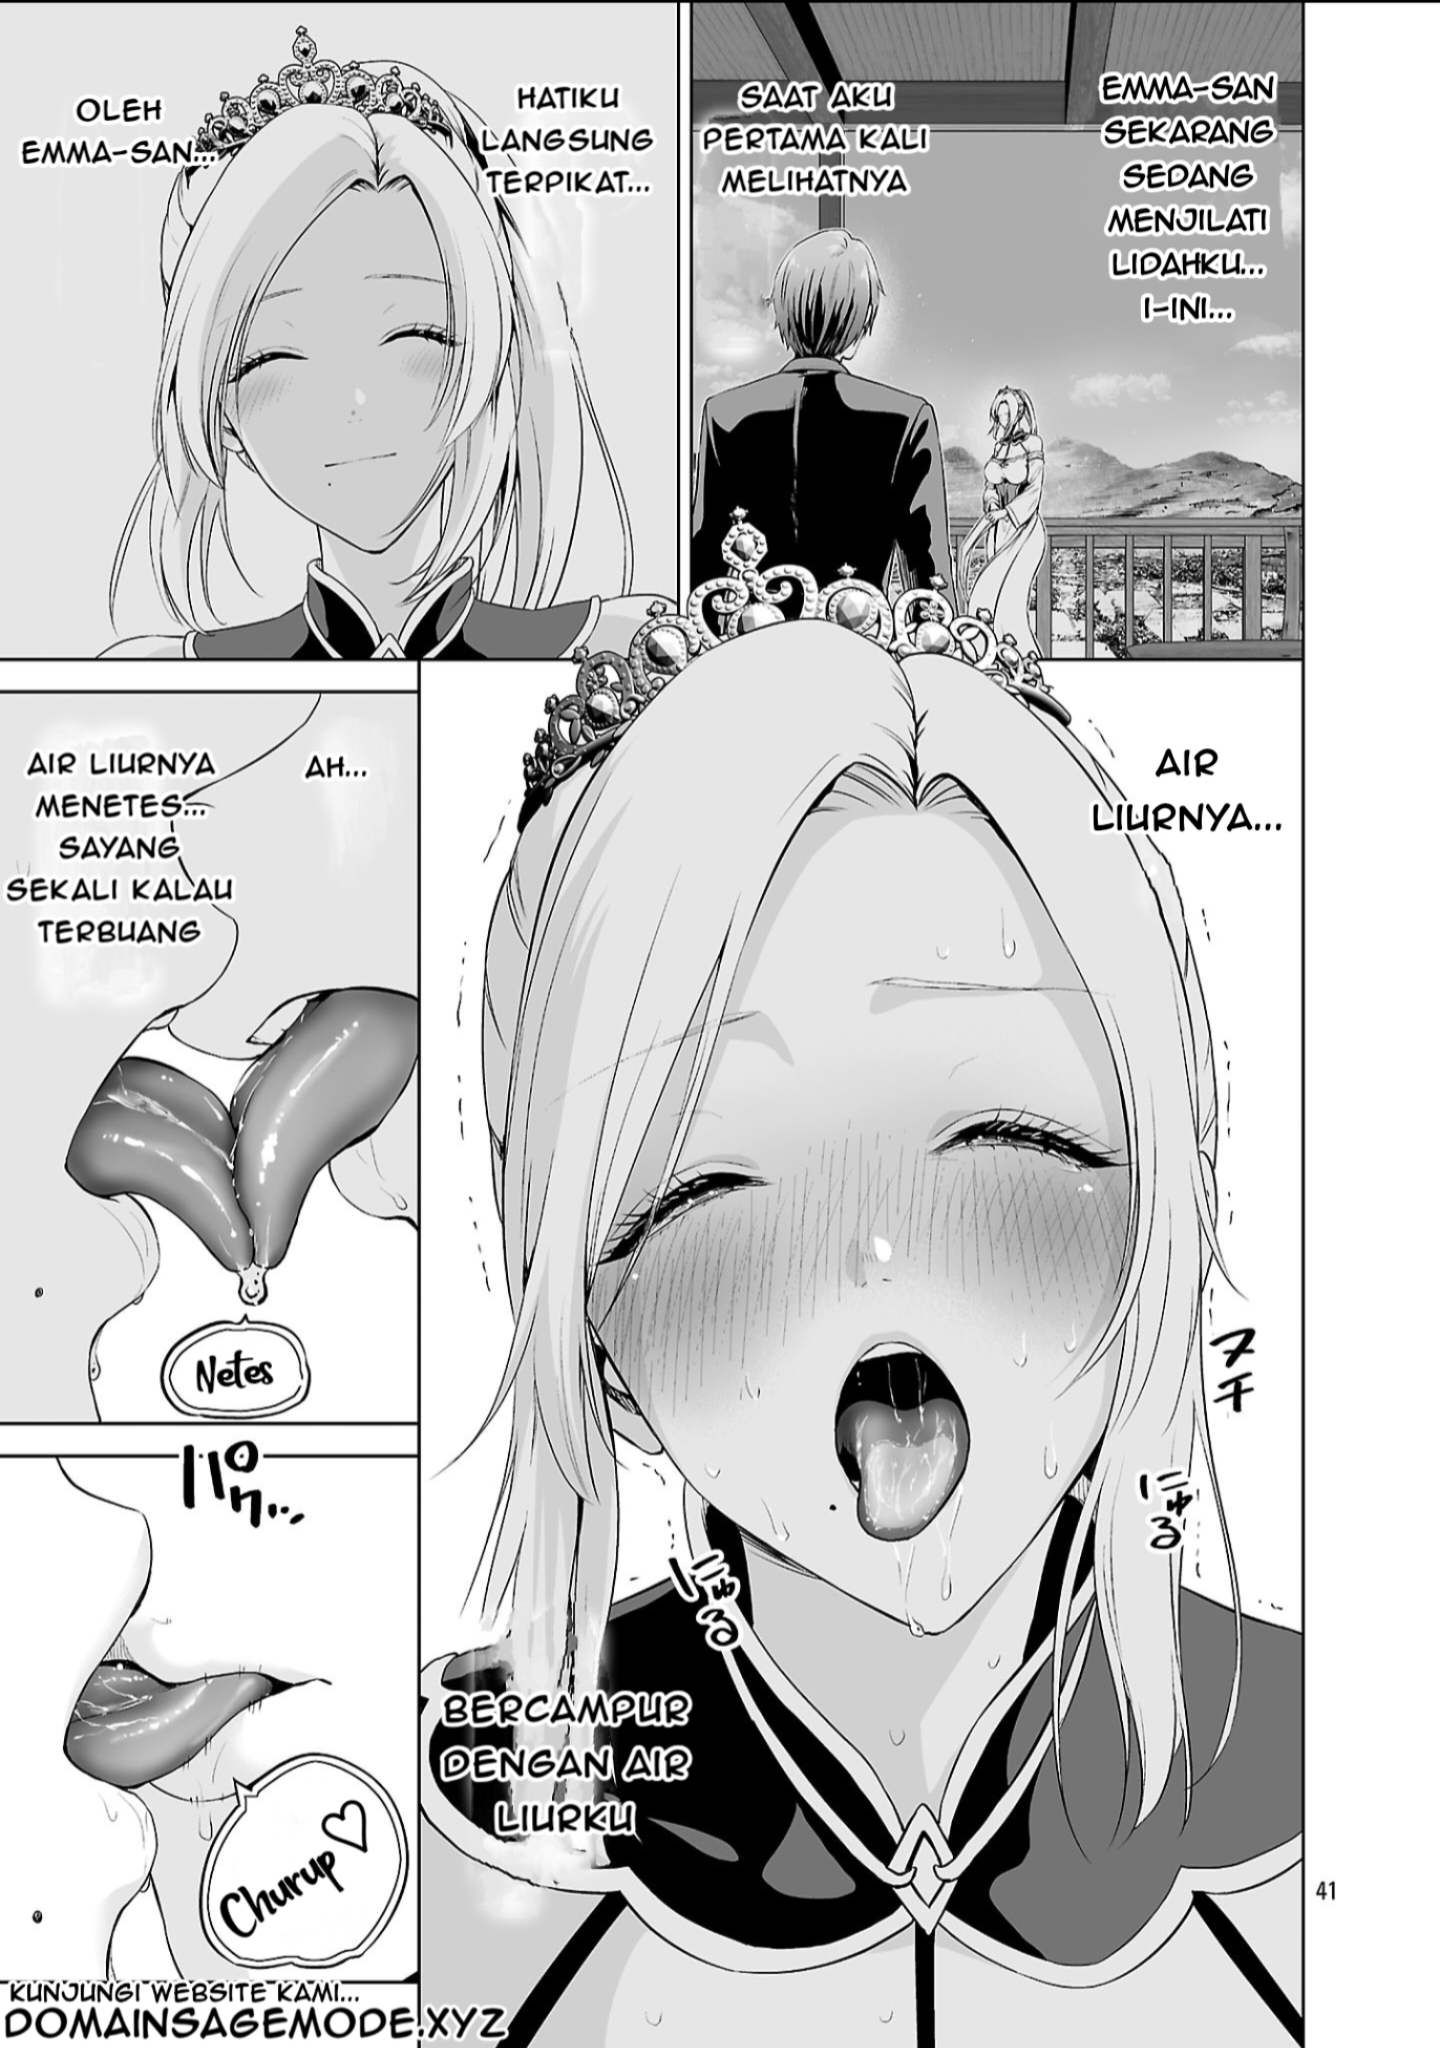 EMMA-SAN
SEKARANG
SEDANG
MENJILATI
LIDAHKU...
I-INI...
SAAT AKU
PERTAMA KALI
MELIHATNYA
HATIKU
LANGSUNG
TERPIKAT...
OLEH
EMMA-SAN...
AIR
LIURNYA...
ヌチ
にゅる
にゅる
BERCAMPUR
DENGAN AIR
LIURKU
AH...
AIR LIURNYA
MENETES...
SAYANG
SEKALI KALAU
TERBUANG
Netes
パク...
Churup♡
41
KUNJUNGI WEBSITE KAMI...
DOMAINSAGEMODE.XYZ